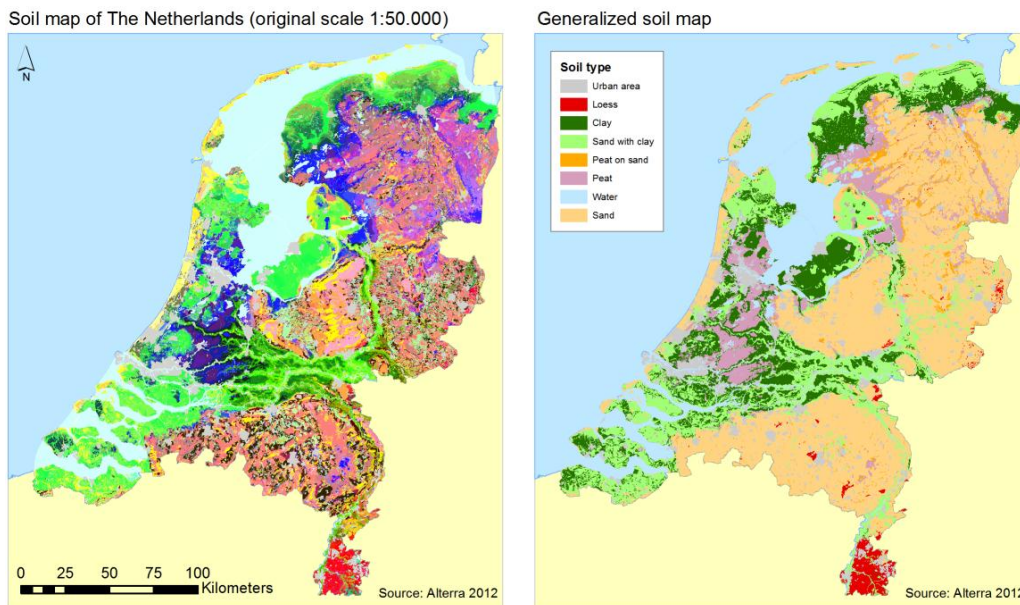 Soil map of The Netherlands (original scale 1:50.000)
N
0 25 50 75 100
Kilometers
Source: Alterra 2012
Generalized soil map
Soil type
Urban area
Loess
Clay
Sand with clay
Peat on sand
Peat
Water
Sand
Source: Alterra 2012